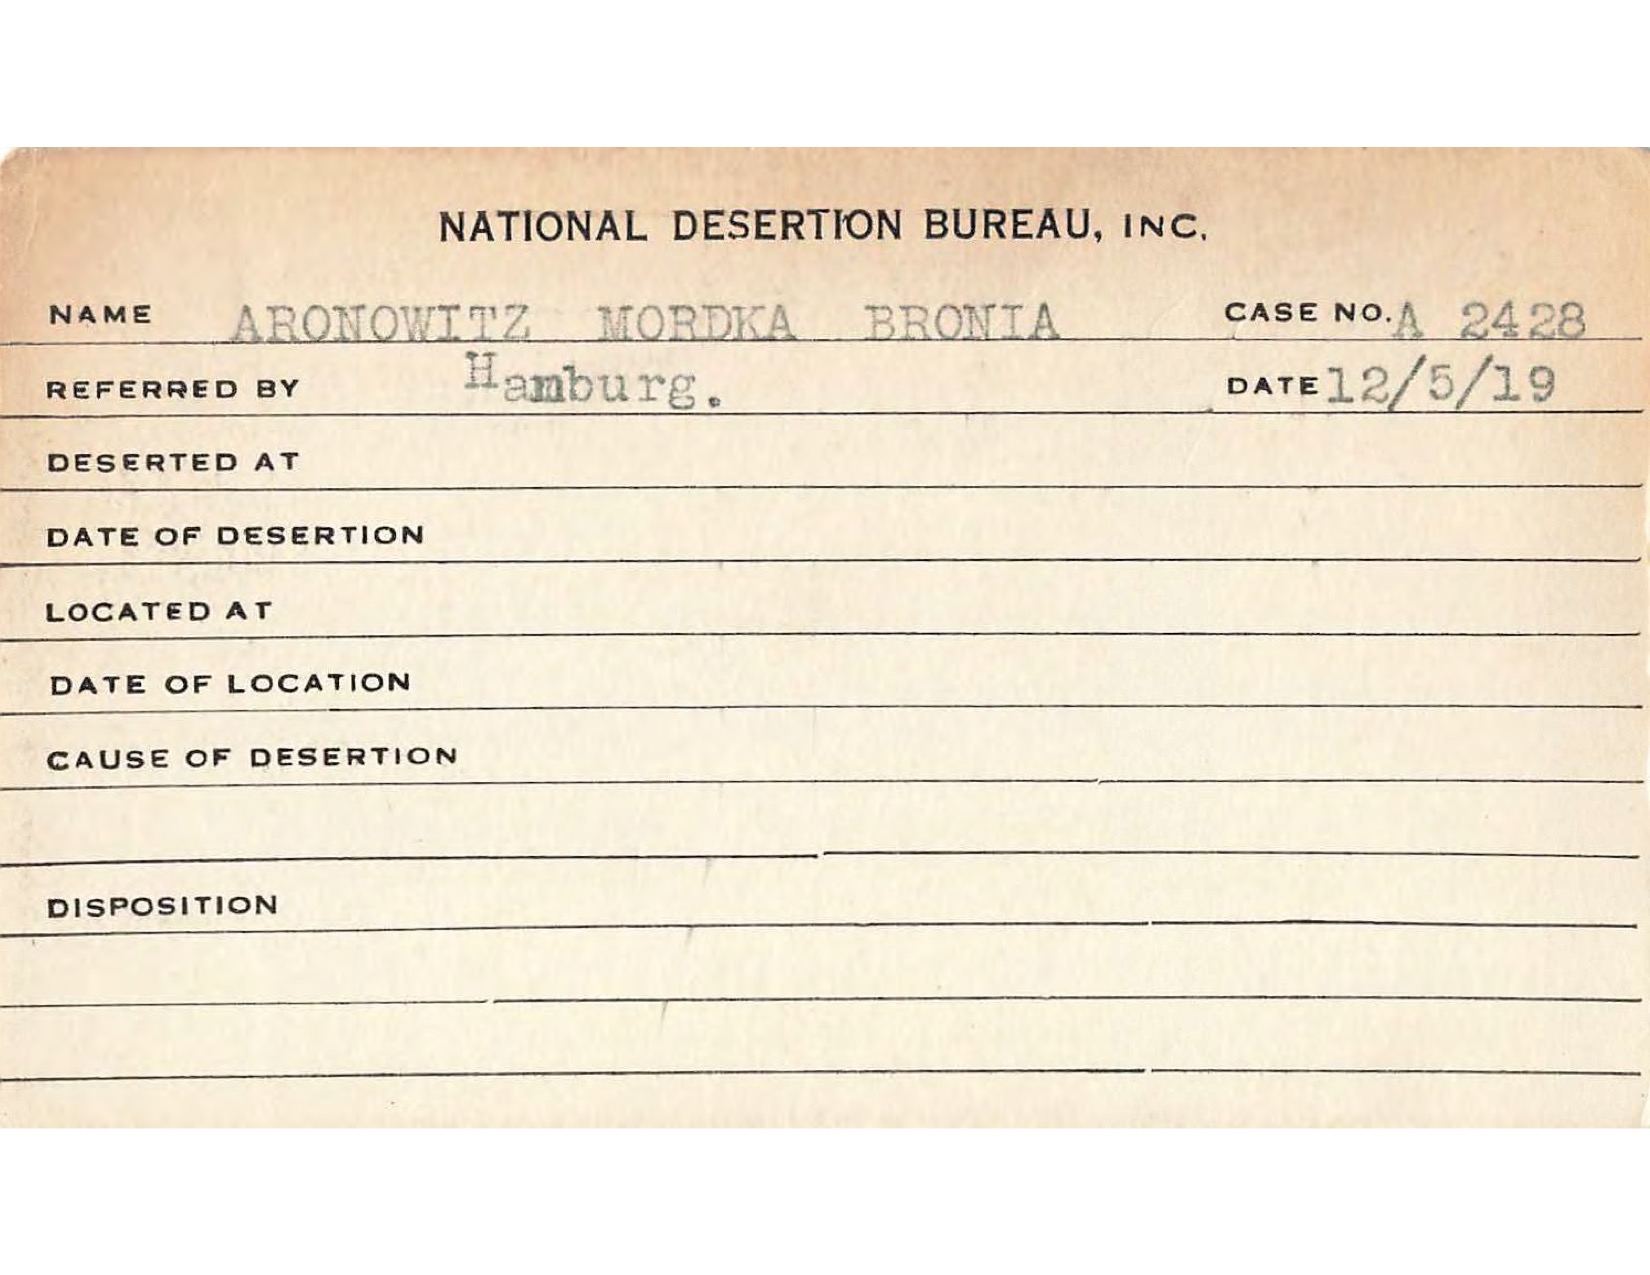 NATIONAL DESERTION BUREAU, INC.
NAME ARONOWITZ MORDKA BRONIA CASE NO. A 2428
REFERRED BY Hamburg. DATE 12/5/19
DESERTED AT
DATE OF DESERTION
LOCATED AT
DATE OF LOCATION
CAUSE OF DESERTION
DISPOSITION